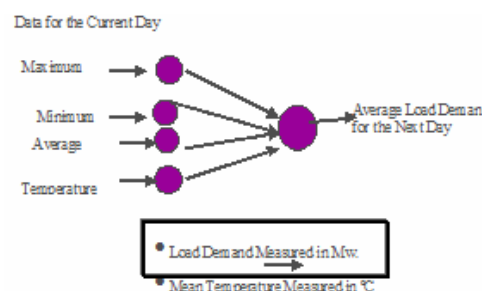 Data for the Current Day
Maximum
Minimum
Average
Temperature
Average Load Deman
for the Next Day
• Load Demand Measured in Mw.
• Mean Temperature Measured in °C